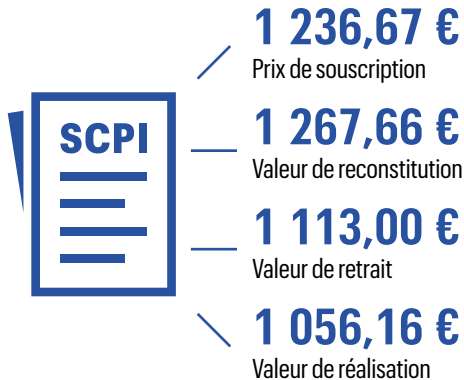 SCPI
1 236,67 €
Prix de souscription
1 267,66 €
Valeur de reconstitution
1 113,00 €
Valeur de retrait
1 056,16 €
Valeur de réalisation